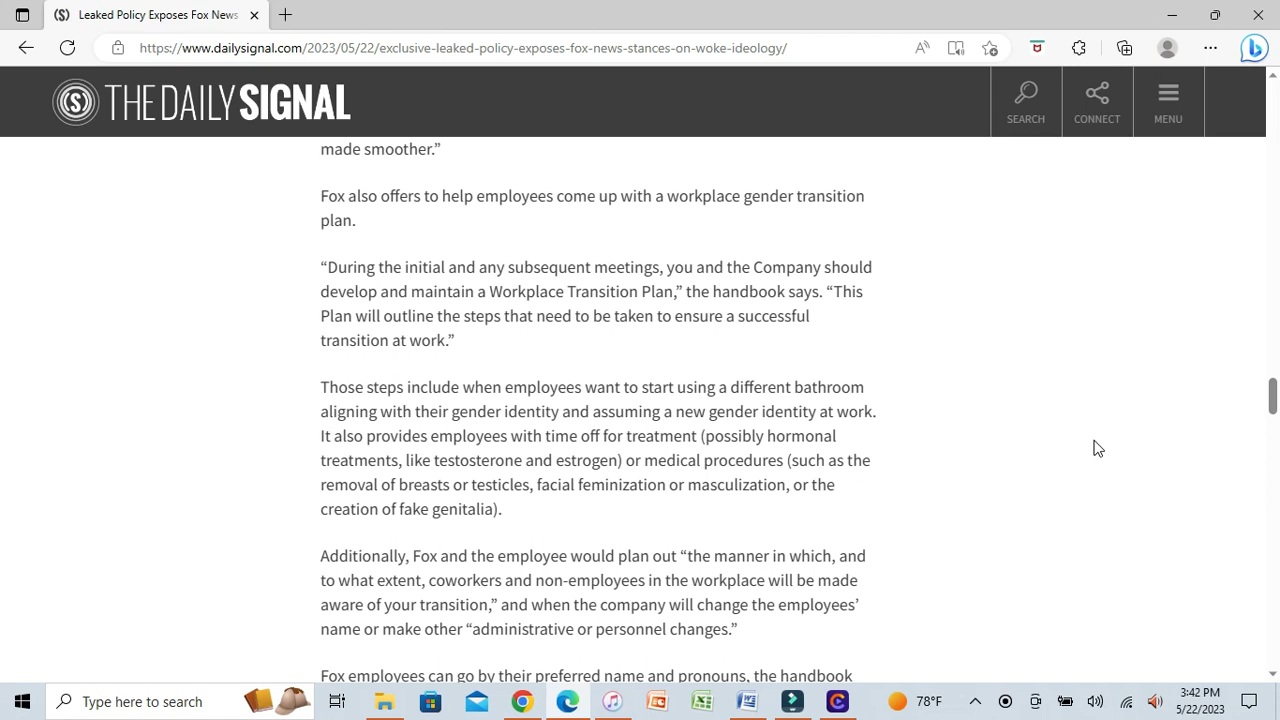 Leaked Policy Exposes Fox News
https://www.dailysignal.com/2023/05/22/exclusive-leaked-policy-exposes-fox-news-stances-on-woke-ideology/
THE DAILY SIGNAL
SEARCH
CONNECT
MENU
made smoother.”
Fox also offers to help employees come up with a workplace gender transition
plan.
“During the initial and any subsequent meetings, you and the Company should
develop and maintain a Workplace Transition Plan,” the handbook says. “This
Plan will outline the steps that need to be taken to ensure a successful
transition at work.”
Those steps include when employees want to start using a different bathroom
aligning with their gender identity and assuming a new gender identity at work.
It also provides employees with time off for treatment (possibly hormonal
treatments, like testosterone and estrogen) or medical procedures (such as the
removal of breasts or testicles, facial feminization or masculization, or the
creation of fake genitalia).
Additionally, Fox and the employee would plan out “the manner in which, and
to what extent, coworkers and non-employees in the workplace will be made
aware of your transition,” and when the company will change the employees’
name or make other “administrative or personnel changes.”
Fox employees can go by their preferred name and pronouns, the handbook
Type here to search
78°F
3:42 PM
5/22/2023